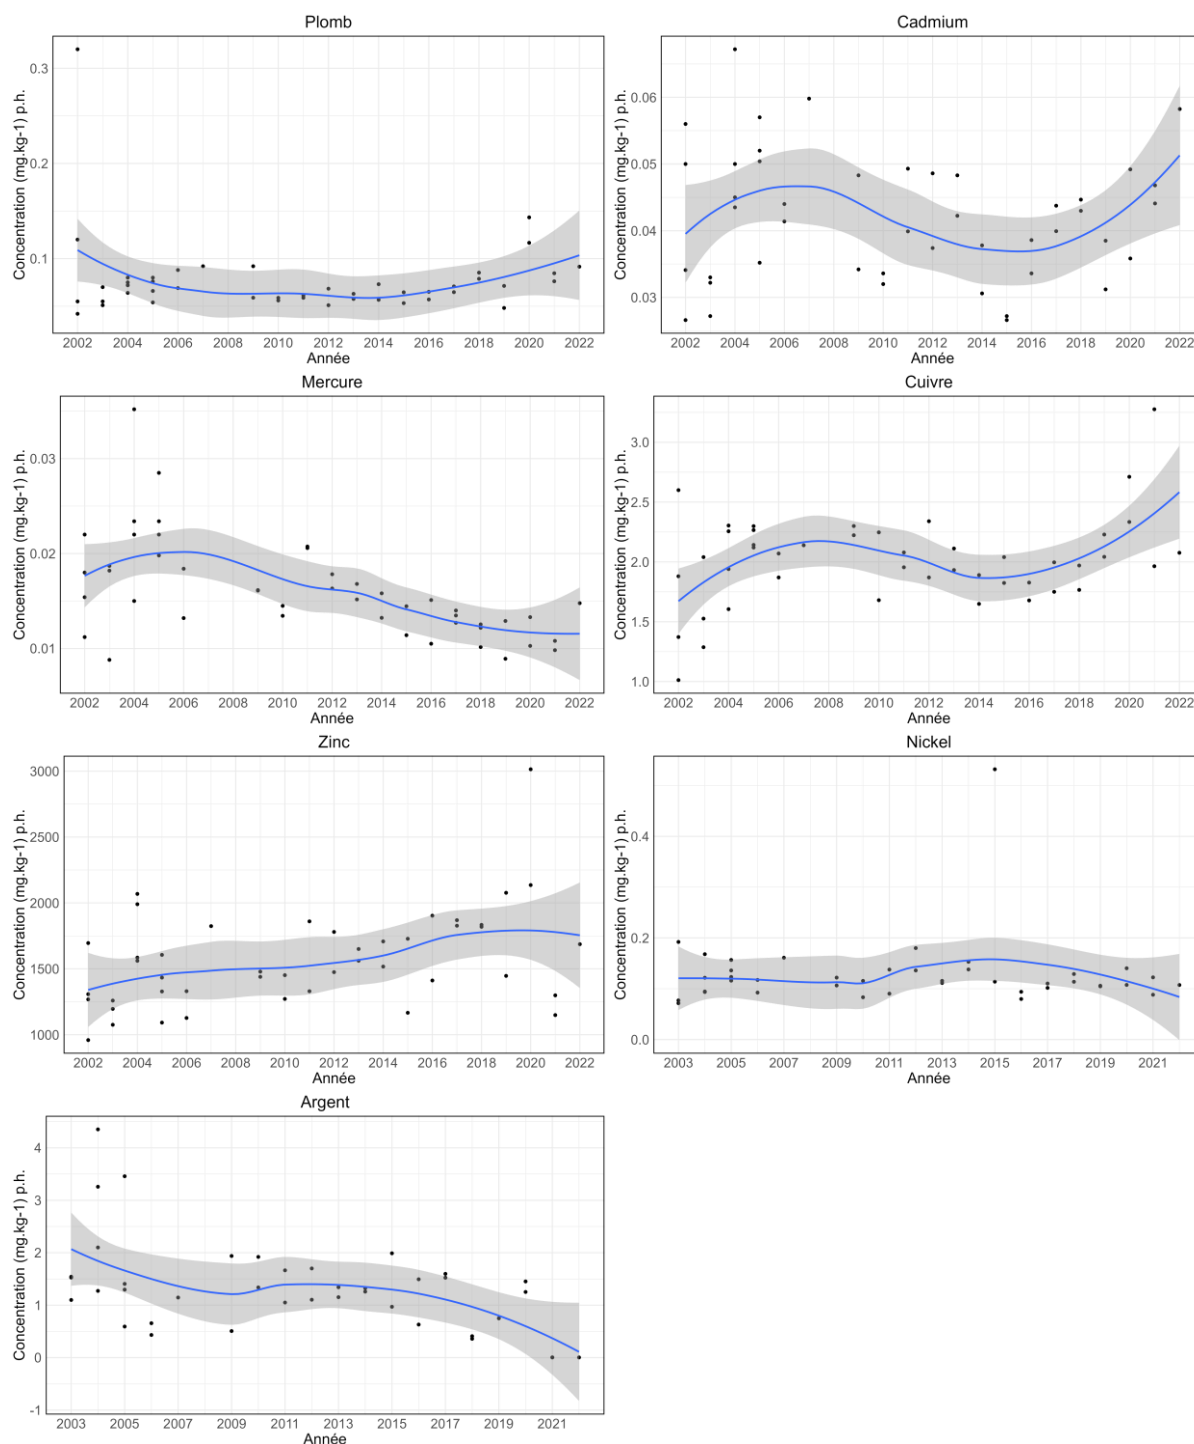 Plomb
Concentration (mg.kg-1) p.h.
0.3
0.2
0.1
2002 2004 2006 2008 2010 2012 2014 2016 2018 2020 2022
Année
Cadmium
Concentration (mg.kg-1) p.h.
0.06
0.05
0.04
0.03
2002 2004 2006 2008 2010 2012 2014 2016 2018 2020 2022
Année
Mercure
Concentration (mg.kg-1) p.h.
0.03
0.02
0.01
2002 2004 2006 2008 2010 2012 2014 2016 2018 2020 2022
Année
Cuivre
Concentration (mg.kg-1) p.h.
3.0
2.5
2.0
1.5
1.0
2002 2004 2006 2008 2010 2012 2014 2016 2018 2020 2022
Année
Zinc
Concentration (mg.kg-1) p.h.
3000
2500
2000
1500
1000
2002 2004 2006 2008 2010 2012 2014 2016 2018 2020 2022
Année
Nickel
Concentration (mg.kg-1) p.h.
0.4
0.2
0.0
2003 2005 2007 2009 2011 2013 2015 2017 2019 2021
Année
Argent
Concentration (mg.kg-1) p.h.
4
3
2
1
0
-1
2003 2005 2007 2009 2011 2013 2015 2017 2019 2021
Année